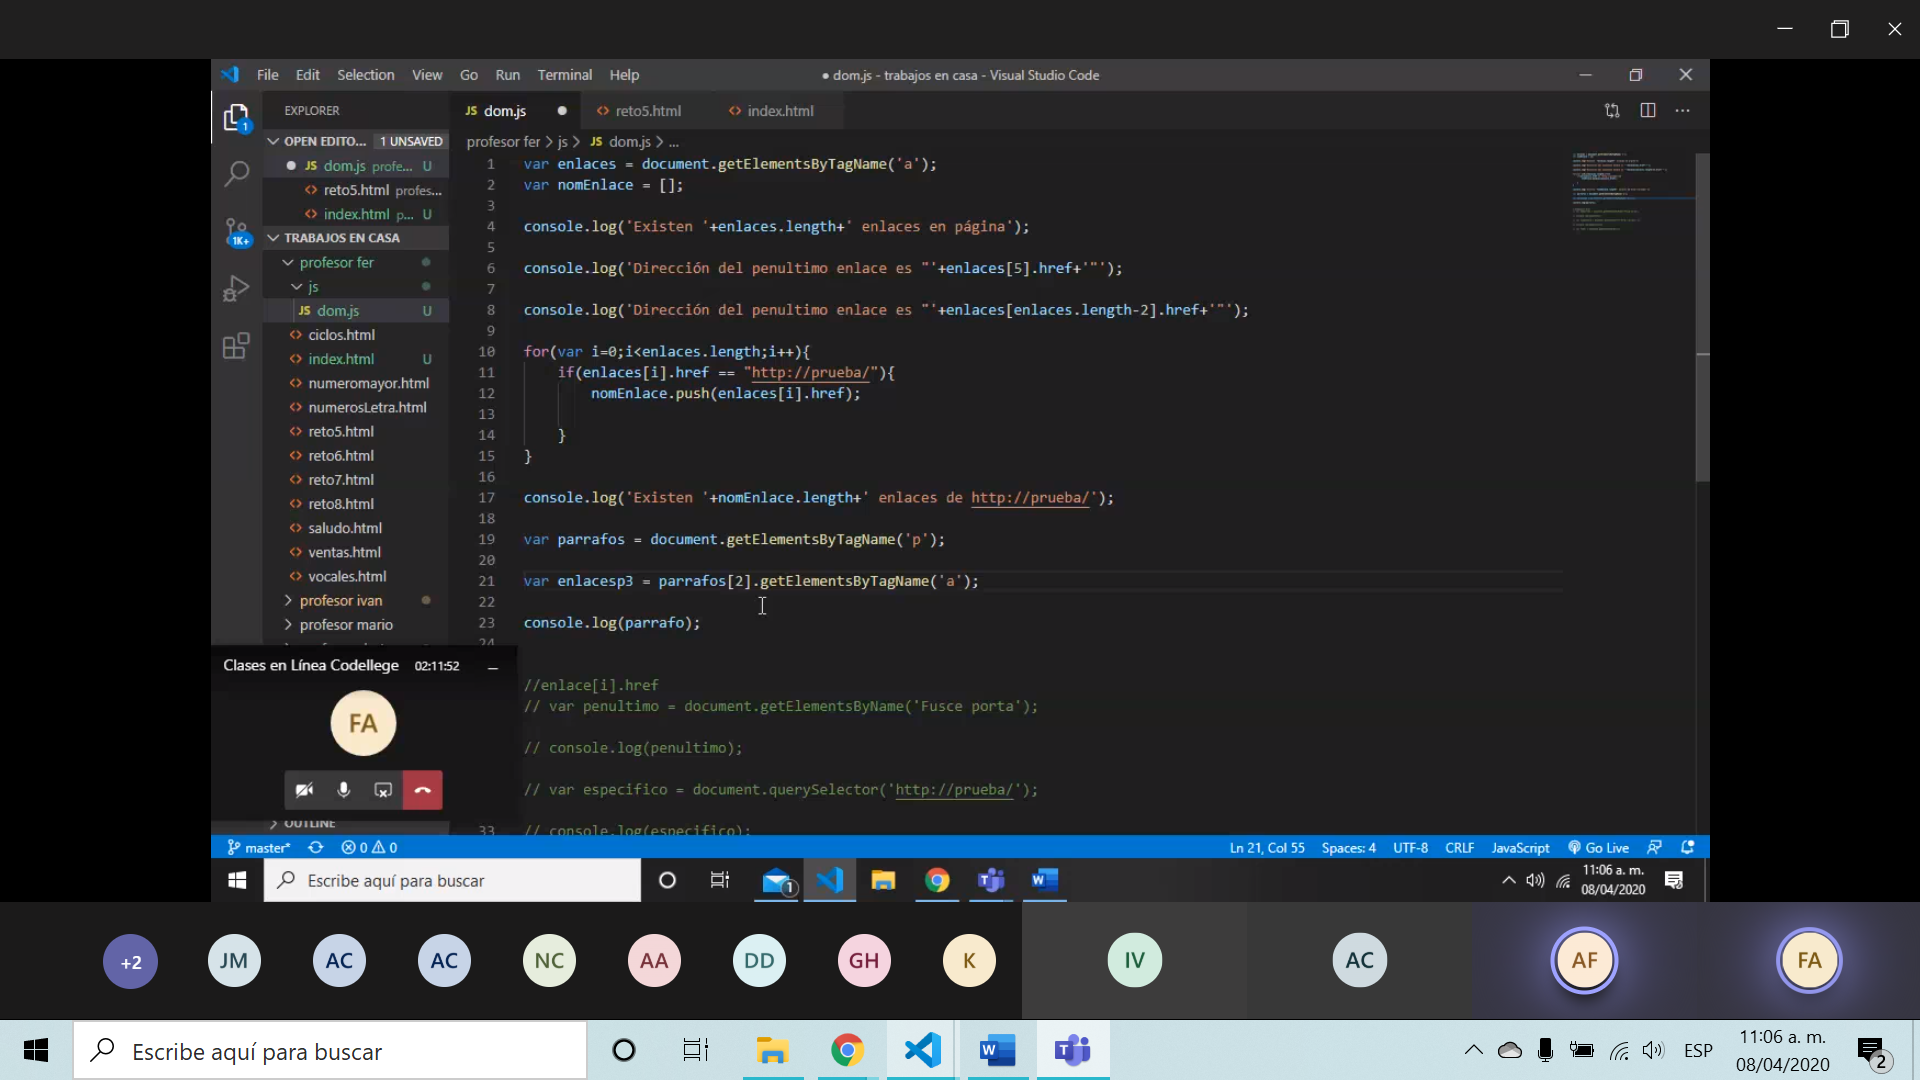 File Edit Selection View Go Run Terminal Help
● dom.js - trabajos en casa - Visual Studio Code
EXPLORER
JS dom.js
reto5.html
index.html
OPEN EDITO... 1 UNSAVED
profesor fer > js > JS dom.js > ...
JS dom.js profe... U
reto5.html profes...
index.html p... U
TRABAJOS EN CASA
profesor fer
js
JS dom.js U
ciclos.html
index.html U
numeromayor.html
numerosLetra.html
reto5.html
reto6.html
reto7.html
reto8.html
saludo.html
ventas.html
vocales.html
profesor ivan
profesor mario
OUTLINE
1 var enlaces = document.getElementsByTagName('a');
2 var nomEnlace = [];
3
4 console.log('Existen '+enlaces.length+' enlaces en página');
5
6 console.log('Dirección del penultimo enlace es "'+enlaces[5].href+'"');
7
8 console.log('Dirección del penultimo enlace es "'+enlaces[enlaces.length-2].href+'"');
9
10 for(var i=0;i<enlaces.length;i++){
11 if(enlaces[i].href == "http://prueba/"){
12 nomEnlace.push(enlaces[i].href);
13
14 }
15 }
16
17 console.log('Existen '+nomEnlace.length+' enlaces de http://prueba/');
18
19 var parrafos = document.getElementsByTagName('p');
20
21 var enlacesp3 = parrafos[2].getElementsByTagName('a');
22
23 console.log(parrafo);
24
//enlace[i].href
// var penultimo = document.getElementsByName('Fusce porta');
// console.log(penultimo);
// var especifico = document.querySelector('http://prueba/');
33 // console.log(especifico);
Clases en Línea Codellege 02:11:52
FA
master* 0 0
Ln 21, Col 55 Spaces: 4 UTF-8 CRLF JavaScript Go Live
1
1K+
Escribe aquí para buscar
1
11:06 a. m.
08/04/2020
+2 JM AC AC NC AA DD GH K IV AC AF FA
Escribe aquí para buscar
ESP
11:06 a. m.
08/04/2020
2